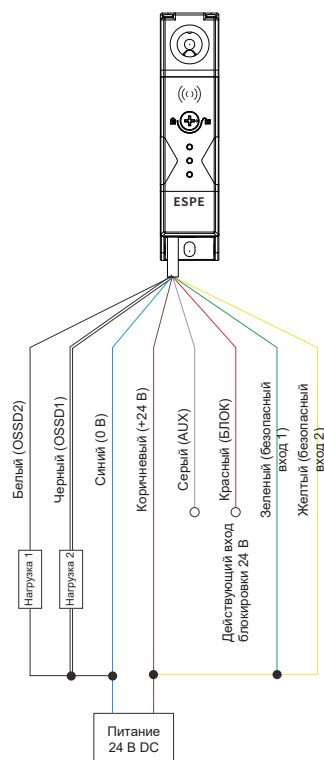 ESPE
Белый (OSSD2)
Черный (OSSD1)
Синий (0 В)
Коричневый (+24 В)
Серый (AUX)
Красный (БЛОК)
Зеленый (безопасный
вход 1)
Желтый (безопасный
вход 2)
Нагрузка 1
Нагрузка 2
Действующий вход
блокировки 24 В
Питание
24 В DC